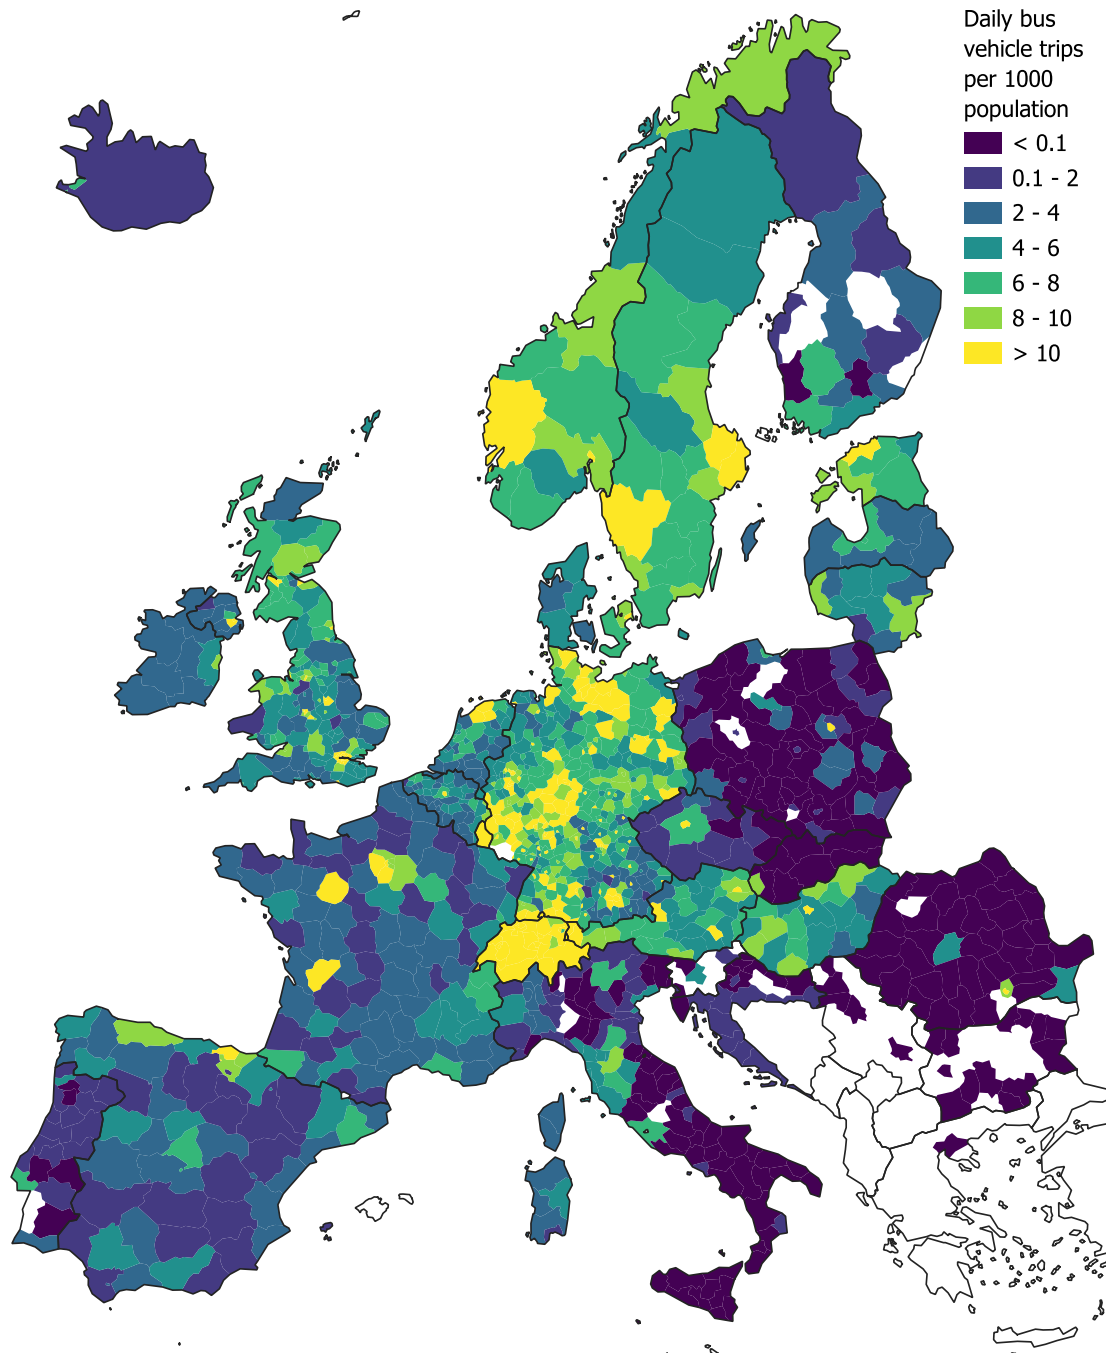 Daily bus
vehicle trips
per 1000
population
< 0.1
0.1 - 2
2 - 4
4 - 6
6 - 8
8 - 10
> 10